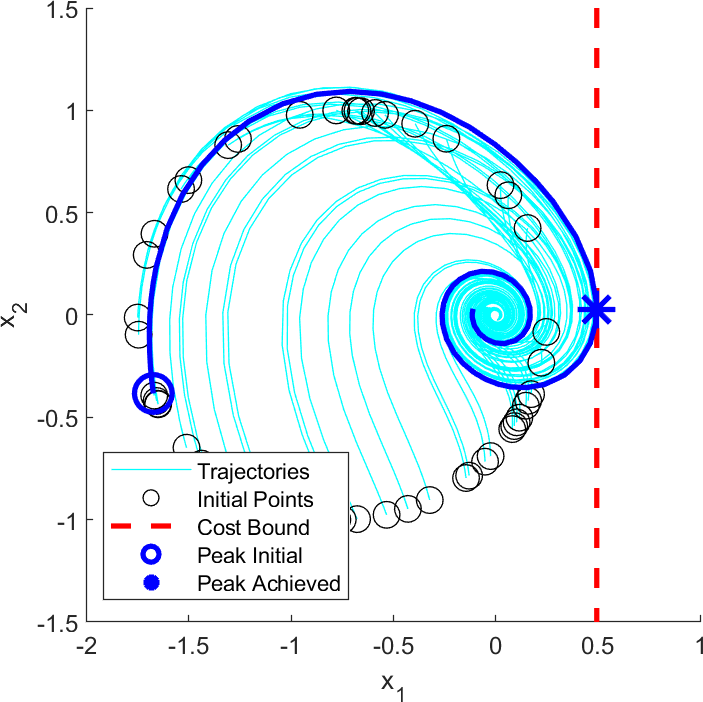 1.5
1
0.5
0
-0.5
-1
-1.5
x2
Trajectories
Initial Points
Cost Bound
Peak Initial
Peak Achieved
-2 -1.5 -1 -0.5 0 0.5 1
x1